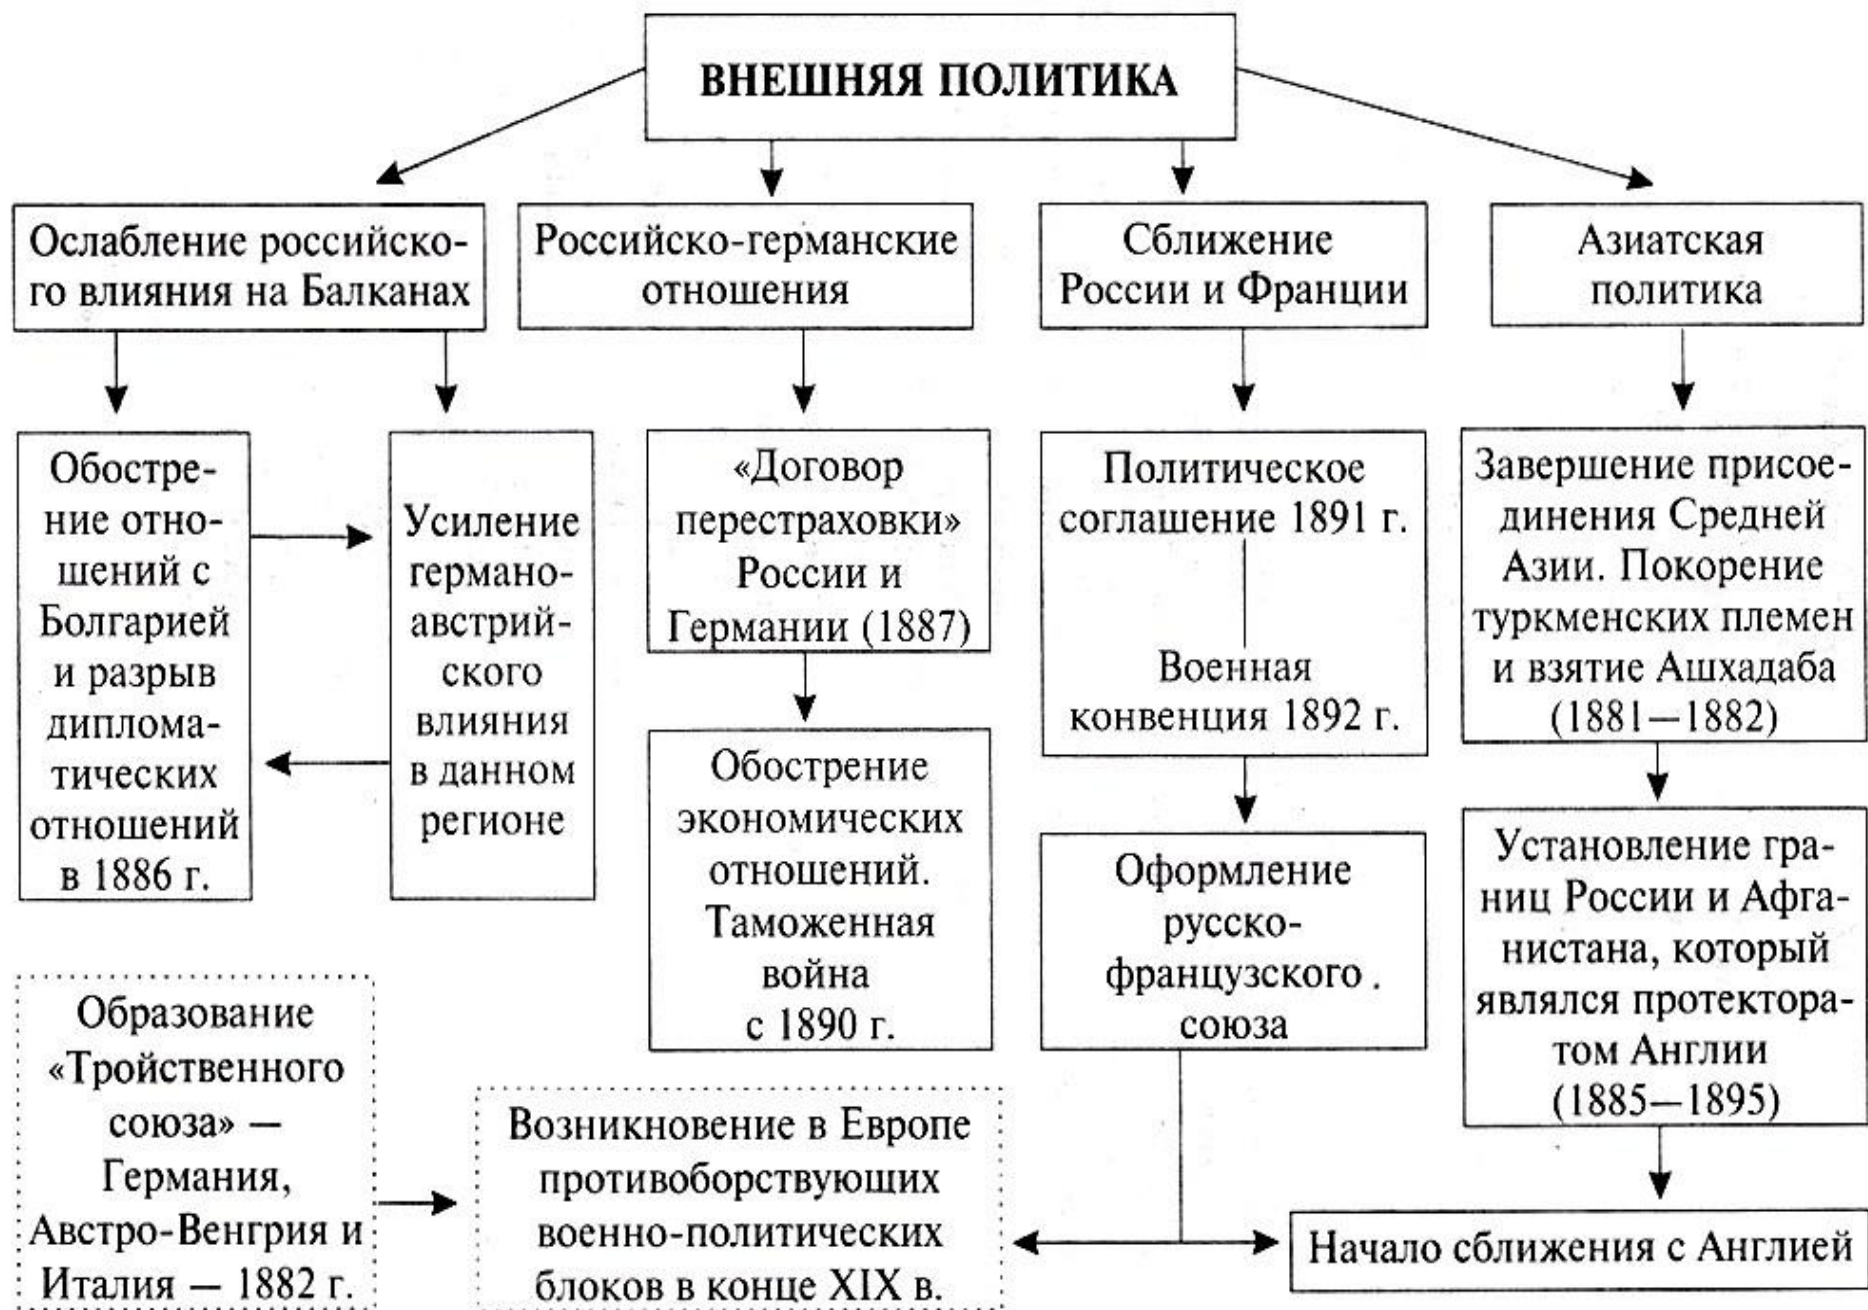 ВНЕШНЯЯ ПОЛИТИКА
Ослабление российско-
го влияния на Балканах
Российско-германские
отношения
Сближение
России и Франции
Азиатская
политика
Обостре-
ние отно-
шений с
Болгарией
и разрыв
диплома-
тических
отношений
в 1886 г.
Усиление
германо-
австрий-
ского
влияния
в данном
регионе
«Договор
перестраховки»
России и
Германии (1887)
Обострение
экономических
отношений.
Таможенная
война
с 1890 г.
Политическое
соглашение 1891 г.
Военная
конвенция 1892 г.
Оформление
русско-
французского
союза
Завершение присое-
динения Средней
Азии. Покорение
туркменских племен
и взятие Ашхадаба
(1881—1882)
Установление гра-
ниц России и Афга-
нистана, который
являлся протектора-
том Англии
(1885—1895)
Образование
«Тройственного
союза» —
Германия,
Австро-Венгрия и
Италия — 1882 г.
Возникновение в Европе
противоборствующих
военно-политических
блоков в конце XIX в.
Начало сближения с Англией